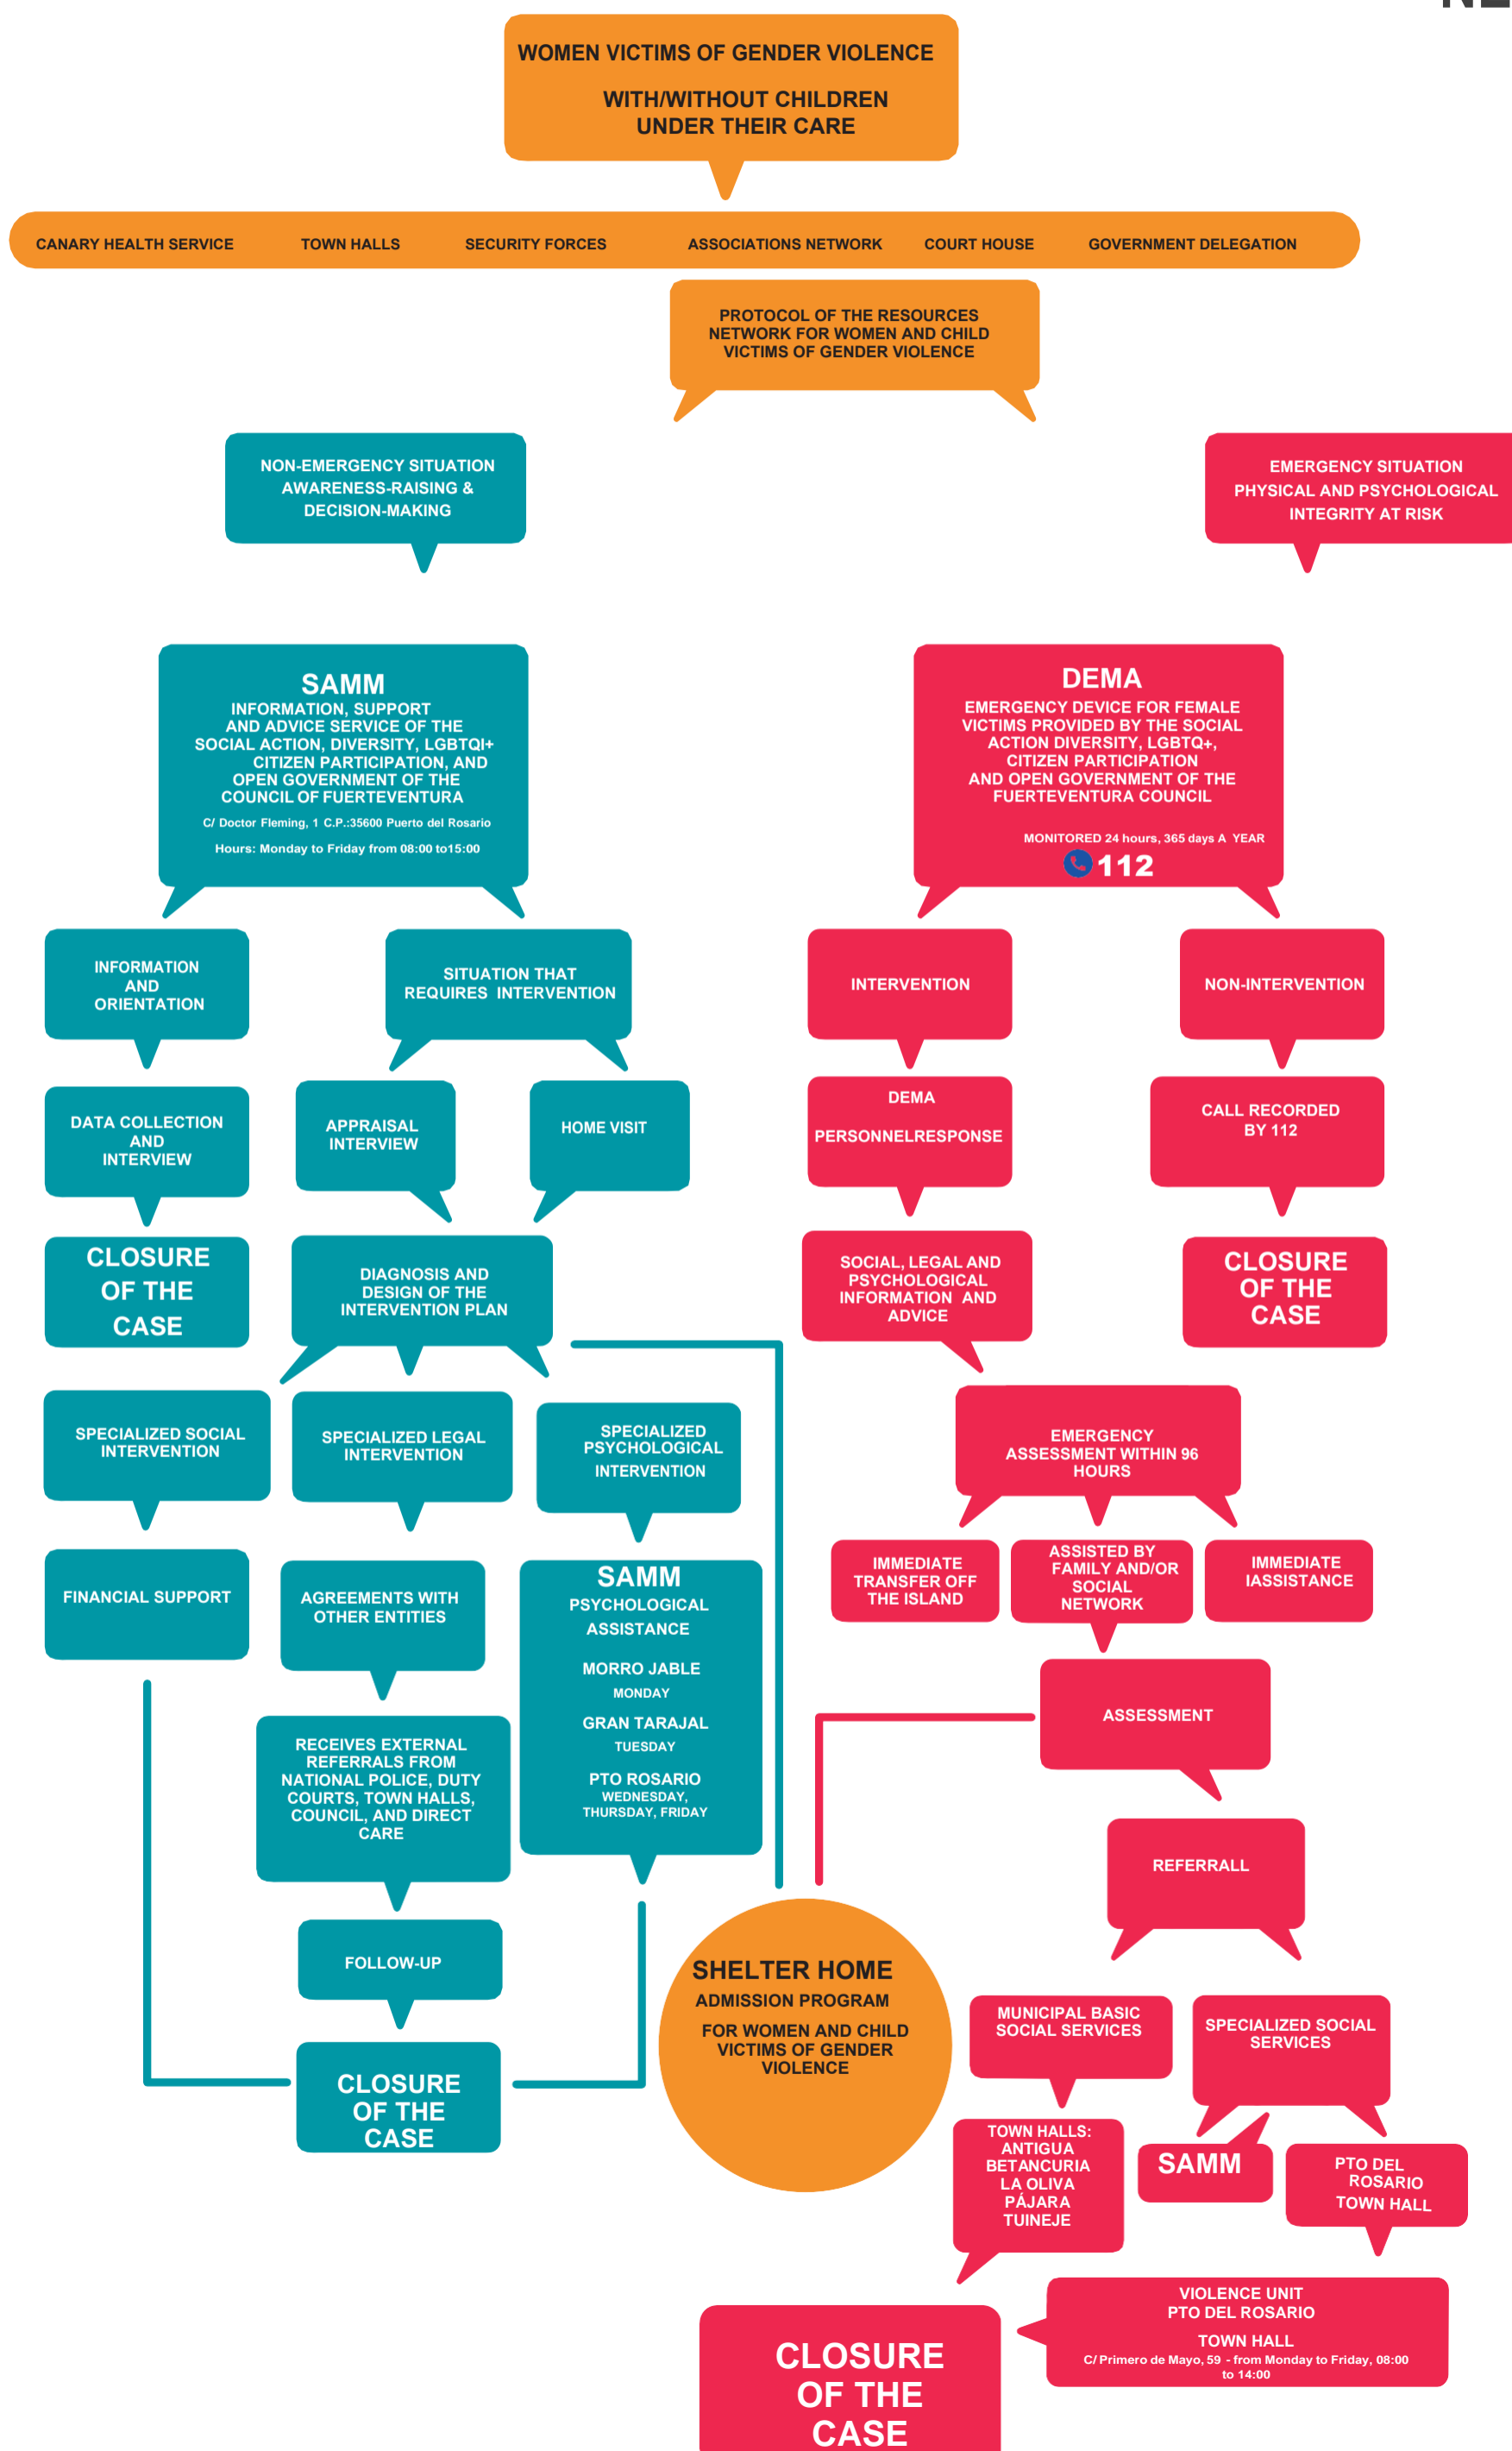 WOMEN VICTIMS OF GENDER VIOLENCE
WITH/WITHOUT CHILDREN
UNDER THEIR CARE
CANARY HEALTH SERVICE
TOWN HALLS
SECURITY FORCES
ASSOCIATIONS NETWORK
COURT HOUSE
GOVERNMENT DELEGATION
PROTOCOL OF THE RESOURCES
NETWORK FOR WOMEN AND CHILD
VICTIMS OF GENDER VIOLENCE
NON-EMERGENCY SITUATION
AWARENESS-RAISING &
DECISION-MAKING
EMERGENCY SITUATION
PHYSICAL AND PSYCHOLOGICAL
INTEGRITY AT RISK
SAMM
INFORMATION, SUPPORT
AND ADVICE SERVICE OF THE
SOCIAL ACTION, DIVERSITY, LGBTQI+
CITIZEN PARTICIPATION, AND
OPEN GOVERNMENT OF THE
COUNCIL OF FUERTEVENTURA
C/ Doctor Fleming, 1 C.P.:35600 Puerto del Rosario
Hours: Monday to Friday from 08:00 to15:00
DEMA
EMERGENCY DEVICE FOR FEMALE
VICTIMS PROVIDED BY THE SOCIAL
ACTION DIVERSITY, LGBTQ+,
CITIZEN PARTICIPATION
AND OPEN GOVERNMENT OF THE
FUERTEVENTURA COUNCIL
MONITORED 24 hours, 365 days A YEAR
112
INFORMATION
AND
ORIENTATION
SITUATION THAT
REQUIRES INTERVENTION
INTERVENTION
NON-INTERVENTION
DATA COLLECTION
AND
INTERVIEW
APPRAISAL
INTERVIEW
HOME VISIT
DEMA
PERSONNELRESPONSE
CALL RECORDED
BY 112
CLOSURE
OF THE
CASE
DIAGNOSIS AND
DESIGN OF THE
INTERVENTION PLAN
SOCIAL, LEGAL AND
PSYCHOLOGICAL
INFORMATION AND
ADVICE
CLOSURE
OF THE
CASE
SPECIALIZED SOCIAL
INTERVENTION
SPECIALIZED LEGAL
INTERVENTION
SPECIALIZED
PSYCHOLOGICAL
INTERVENTION
EMERGENCY
ASSESSMENT WITHIN 96
HOURS
FINANCIAL SUPPORT
AGREEMENTS WITH
OTHER ENTITIES
SAMM
PSYCHOLOGICAL
ASSISTANCE
MORRO JABLE
MONDAY
GRAN TARAJAL
TUESDAY
PTO ROSARIO
WEDNESDAY,
THURSDAY, FRIDAY
IMMEDIATE
TRANSFER OFF
THE ISLAND
ASSISTED BY
FAMILY AND/OR
SOCIAL
NETWORK
IMMEDIATE
IASSISTANCE
RECEIVES EXTERNAL
REFERRALS FROM
NATIONAL POLICE, DUTY
COURTS, TOWN HALLS,
COUNCIL, AND DIRECT
CARE
ASSESSMENT
REFERRALL
FOLLOW-UP
SHELTER HOME
ADMISSION PROGRAM
FOR WOMEN AND CHILD
VICTIMS OF GENDER
VIOLENCE
MUNICIPAL BASIC
SOCIAL SERVICES
SPECIALIZED SOCIAL
SERVICES
CLOSURE
OF THE
CASE
TOWN HALLS:
ANTIGUA
BETANCURIA
LA OLIVA
PÁJARA
TUINEJE
SAMM
PTO DEL
ROSARIO
TOWN HALL
VIOLENCE UNIT
PTO DEL ROSARIO
TOWN HALL
C/ Primero de Mayo, 59 - from Monday to Friday, 08:00
to 14:00
CLOSURE
OF THE
CASE